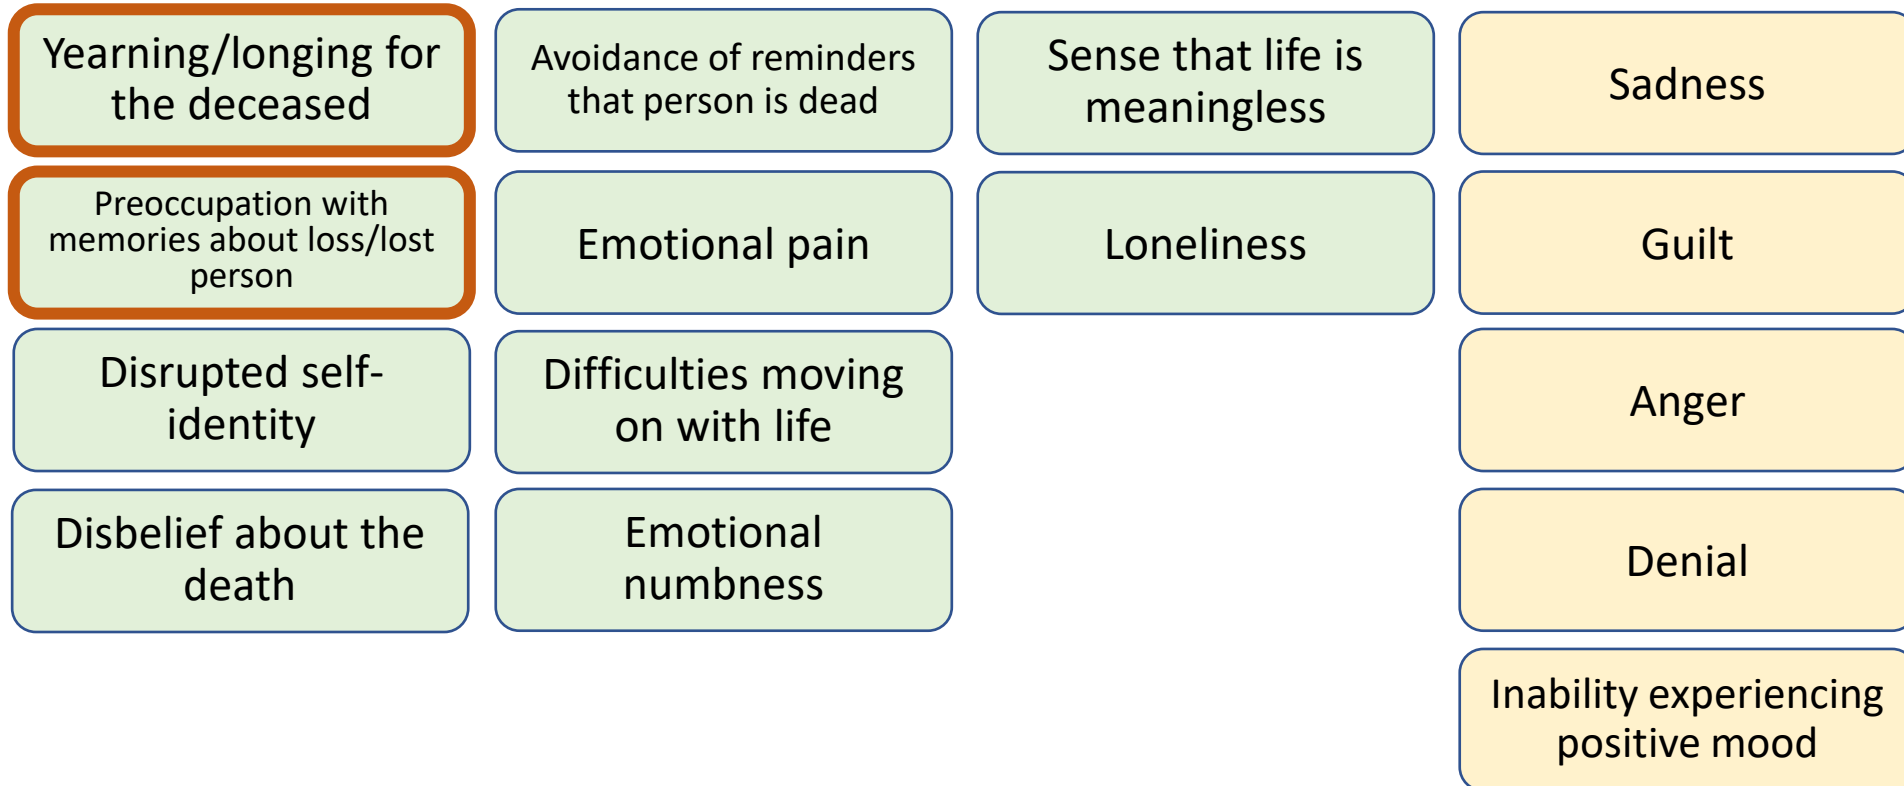 Yearning/longing for
the deceased
Avoidance of reminders
that person is dead
Sense that life is
meaningless
Sadness
Preoccupation with
memories about loss/lost
person
Emotional pain
Loneliness
Guilt
Disrupted self-
identity
Difficulties moving
on with life
Anger
Disbelief about the
death
Emotional
numbness
Denial
Inability experiencing
positive mood